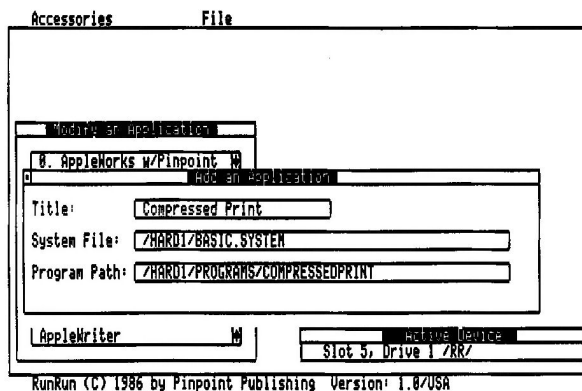 Accessories File
Modify an Application
0. AppleWorks w/Pinpoint
Add an Application
Title: Compressed Print
System File: /HARD1/BASIC.SYSTEM
Program Path: /HARD1/PROGRAMS/COMPRESSEDPRINT
AppleWriter
Active Device
Slot 5, Drive 1 /RR/
RunRun (C) 1986 by Pinpoint Publishing Version: 1.0/USA